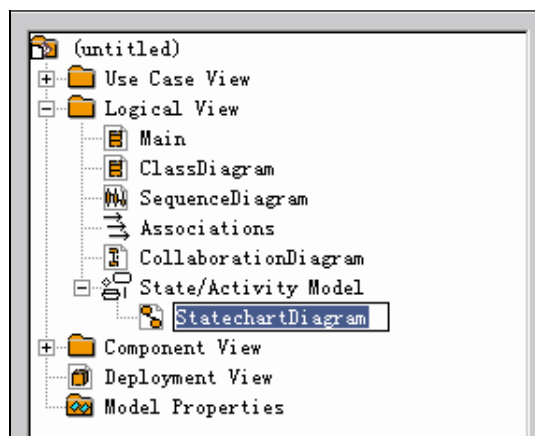 (untitled)
Use Case View
Logical View
Main
ClassDiagram
SequenceDiagram
Associations
CollaborationDiagram
State/Activity Model
StatechartDiagram
Component View
Deployment View
Model Properties